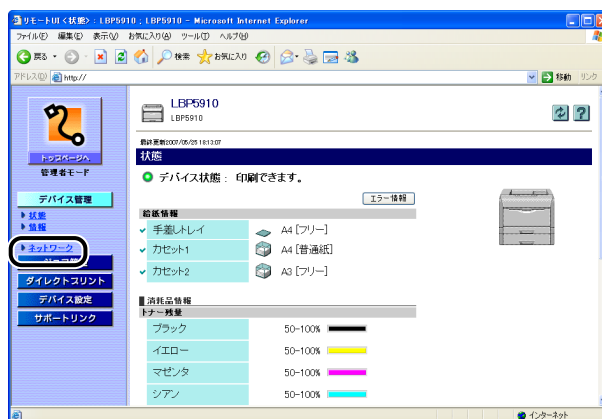 リモートUI <状態> : LBP5910 ; LBP5910 - Microsoft Internet Explorer
ファイル(F) 編集(E) 表示(V) お気に入り(A) ツール(T) ヘルプ(H)
戻る 検索 お気に入り
アドレス(D) http:// 移動 リンク
LBP5910
LBP5910
トップページへ
管理者モード
最終更新2007/05/25 18:13:07
状態
デバイス状態 : 印刷できます。
エラー情報
デバイス管理
状態
情報
ネットワーク
ダイレクトプリント
デバイス設定
サポートリンク
給紙情報
手差しトレイ A4 [フリー]
カセット1 A4 [普通紙]
カセット2 A3 [フリー]
消耗品情報
トナー残量
ブラック 50-100%
イエロー 50-100%
マゼンタ 50-100%
シアン 50-100%
インターネット